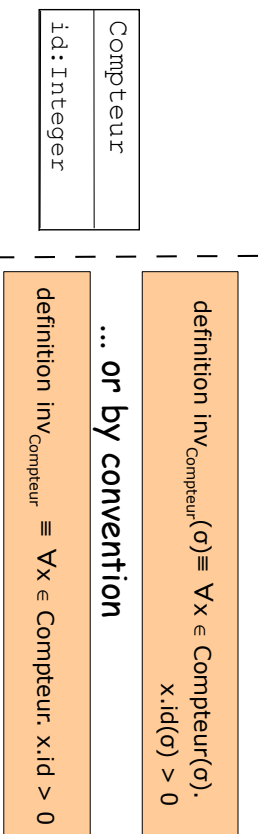 Compteur
id:Integer
definition inv_Compteur(σ)≡ ∀x ∈ Compteur(σ).
x.id(σ) > 0
... or by convention
definition inv_Compteur ≡ ∀x ∈ Compteur. x.id > 0